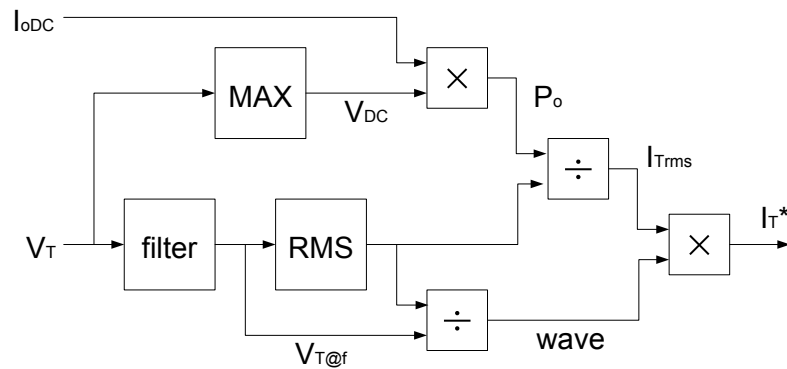 IoDC
MAX
×
VDC
Po
÷
ITrms
VT
filter
RMS
×
IT*
÷
wave
VT@f